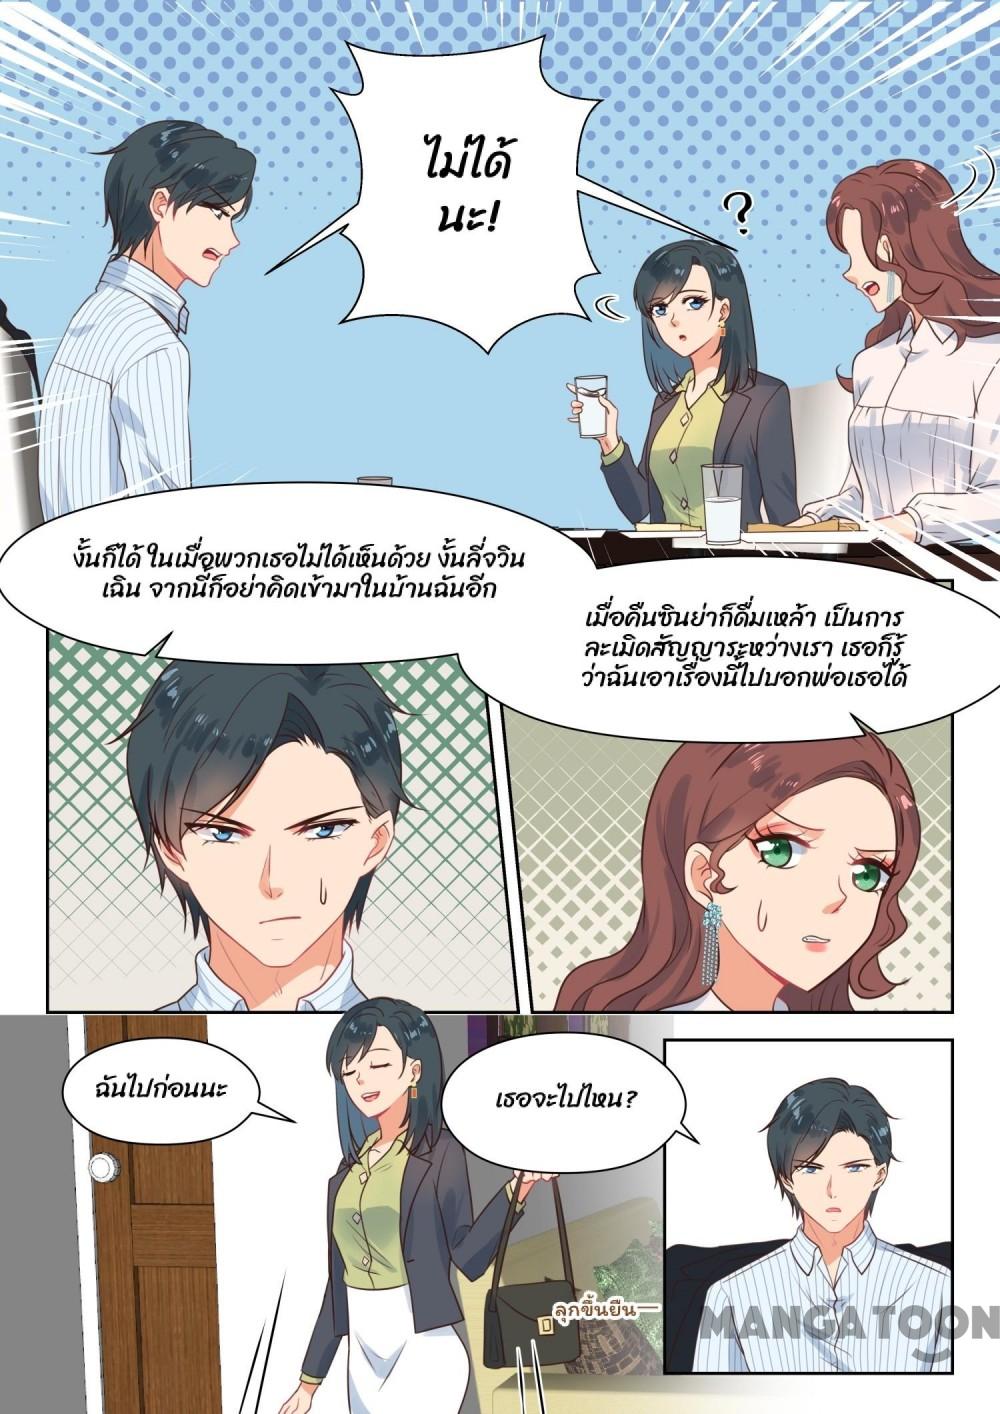 ไม่ได้
นะ!
?
งั้นก็ได้ ในเมื่อพวกเธอไม่ได้เห็นด้วย งั้นลี่จวิน
เฉิน จากนี้ก็อย่าคิดเข้ามาในบ้านฉันอีก
เมื่อคืนซินย่าก็ดื่มเหล้า เป็นการ
ละเมิดสัญญาระหว่างเรา เธอก็รู้
ว่าฉันเอาเรื่องนี้ไปบอกพ่อเธอได้
ฉันไปก่อนนะ
เธอจะไปไหน?
ลุกขึ้นยืน—
MANGATOON